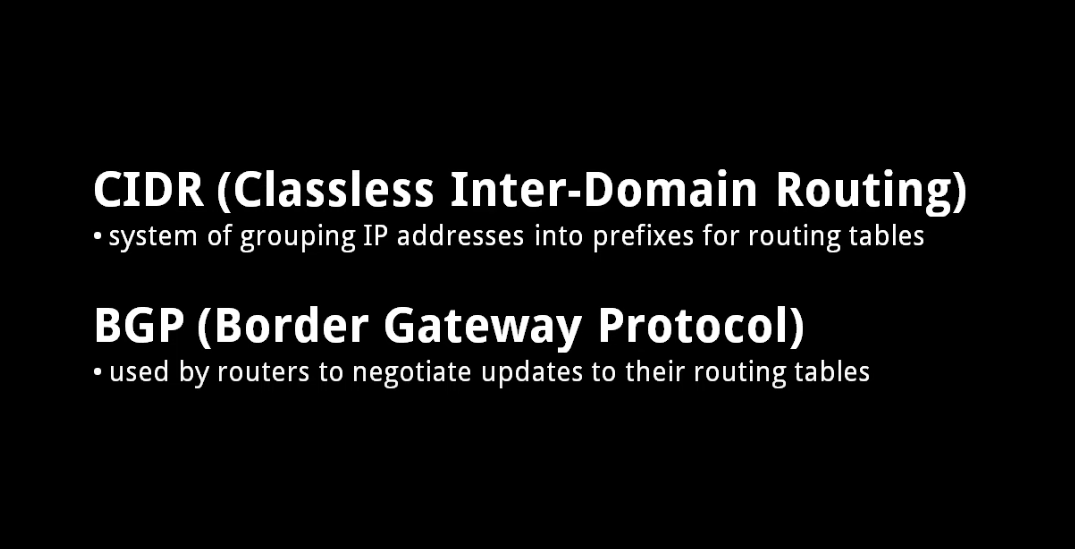 CIDR (Classless Inter-Domain Routing)
• system of grouping IP addresses into prefixes for routing tables
BGP (Border Gateway Protocol)
• used by routers to negotiate updates to their routing tables